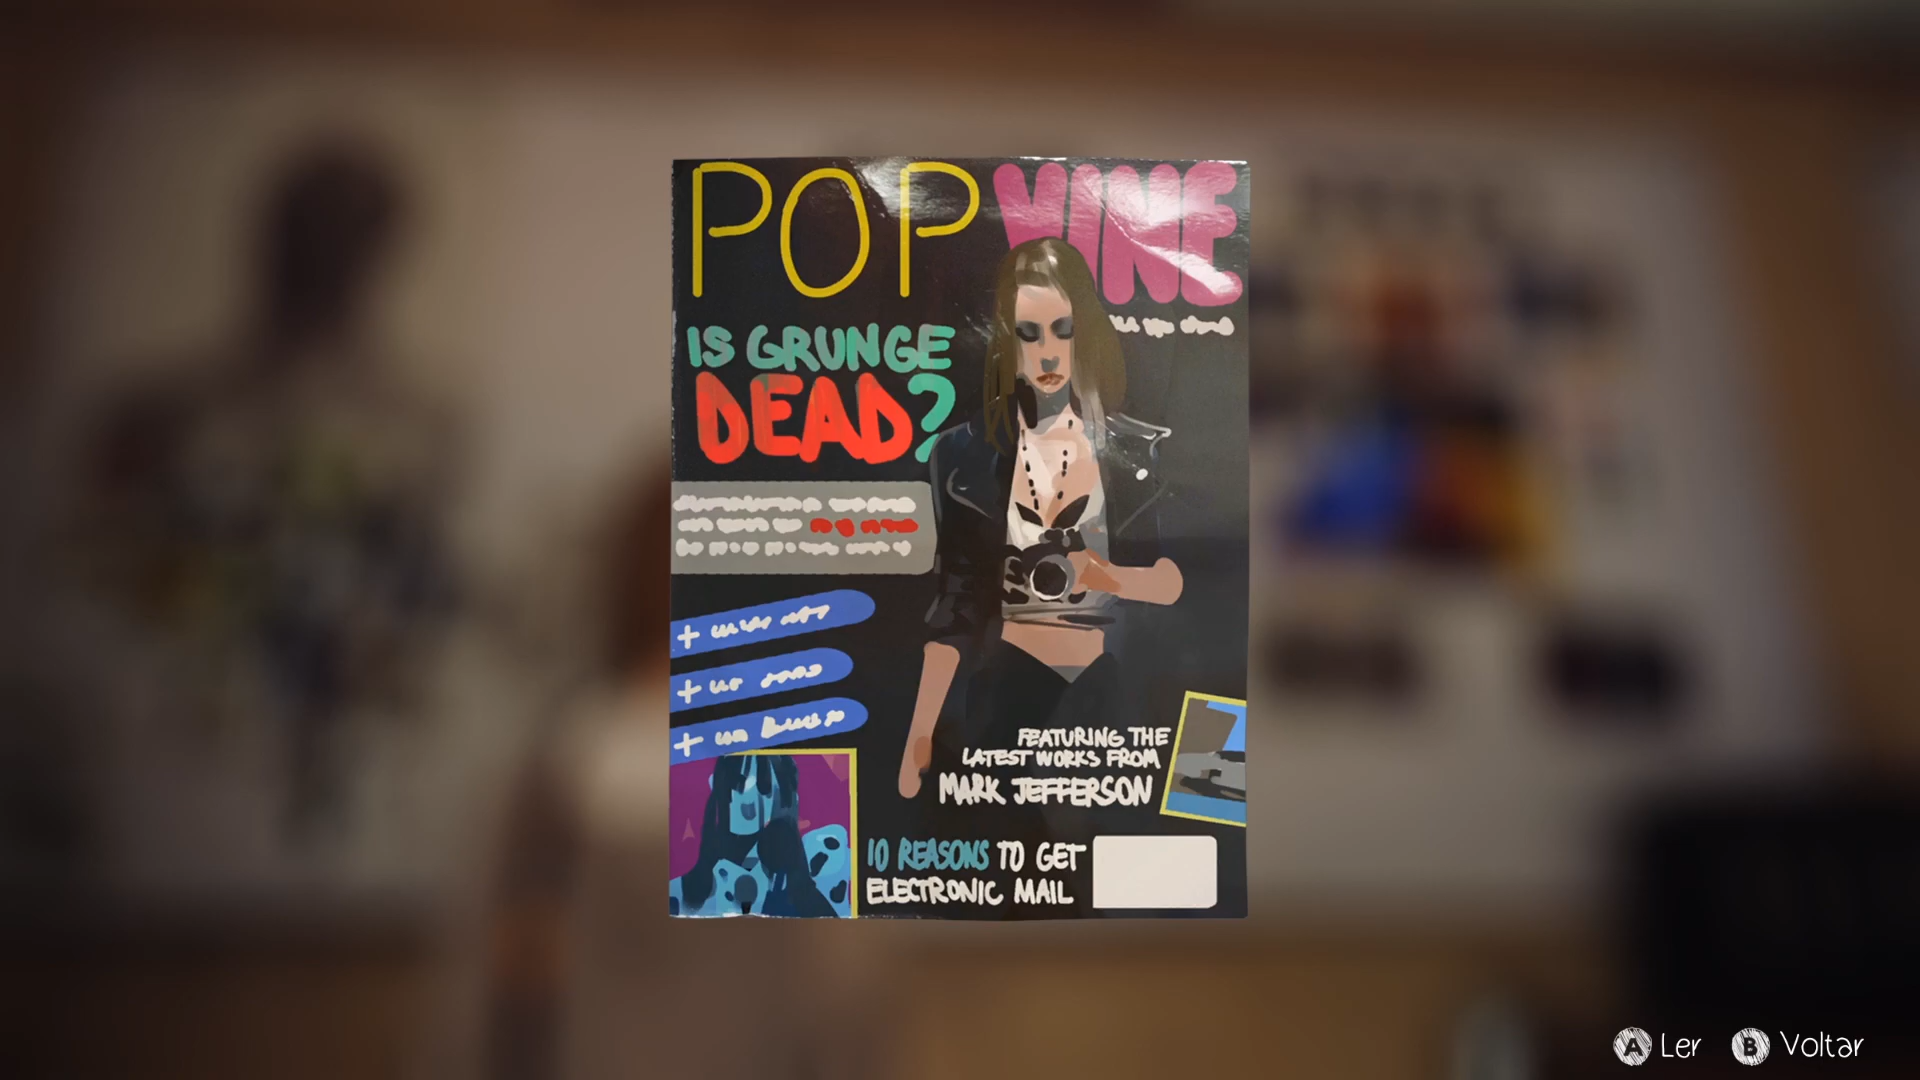 POP VINE
IS GRUNGE
DEAD?
FEATURING THE
LATEST WORKS FROM
MARK JEFFERSON
10 REASONS TO GET
ELECTRONIC MAIL
A Ler B Voltar